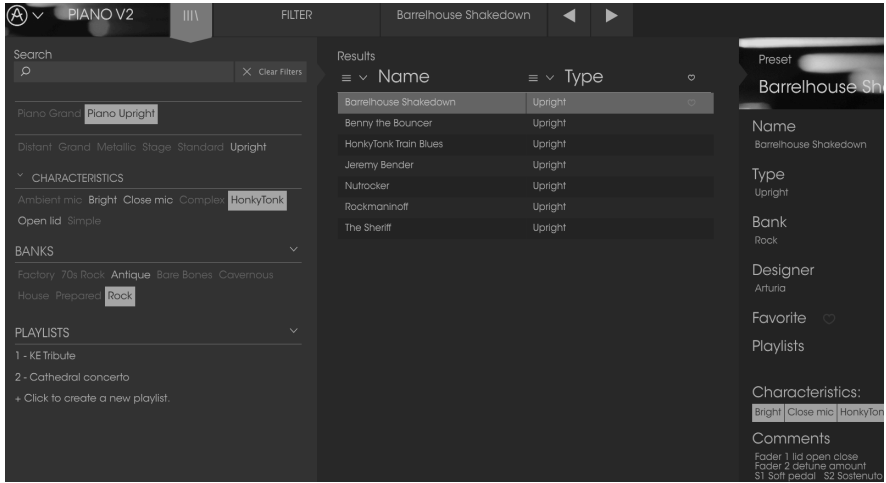 PIANO V2
FILTER
Barrelhouse Shakedown
Search
Clear Filters
Piano Grand Piano Upright
Distant Grand Metallic Stage Standard Upright
CHARACTERISTICS
Ambient mic Bright Close mic Complex HonkyTonk
Open lid Simple
BANKS
Factory 70s Rock Antique Bare Bones Cavernous
House Prepared Rock
PLAYLISTS
1 - KE Tribute
2 - Cathedral concerto
+ Click to create a new playlist.
Results
Name Type
Barrelhouse Shakedown Upright
Benny the Bouncer Upright
HonkyTonk Train Blues Upright
Jeremy Bender Upright
Nutrocker Upright
Rockmaninoff Upright
The Sheriff Upright
Preset
Barrelhouse Sh
Name
Barrelhouse Shakedown
Type
Upright
Bank
Rock
Designer
Arturia
Favorite
Playlists
Characteristics:
Bright Close mic HonkyTon
Comments
Fader 1 lid open close
Fader 2 detune amount
S1 Soft pedal S2 Sostenuto